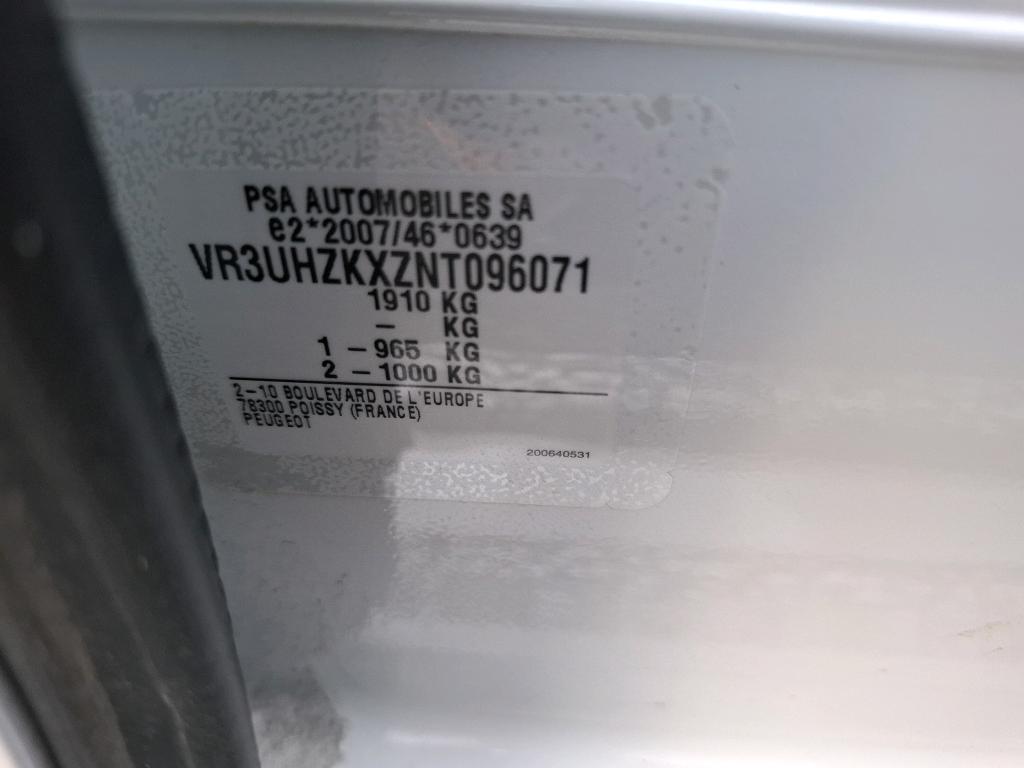 PSA AUTOMOBILES SA
e2*2007/46*0639
VR3UHZKXZNT096071
1910 KG
– KG
1 – 965 KG
2 – 1000 KG
2–10 BOULEVARD DE L'EUROPE
78300 POISSY (FRANCE)
PEUGEOT
200640531